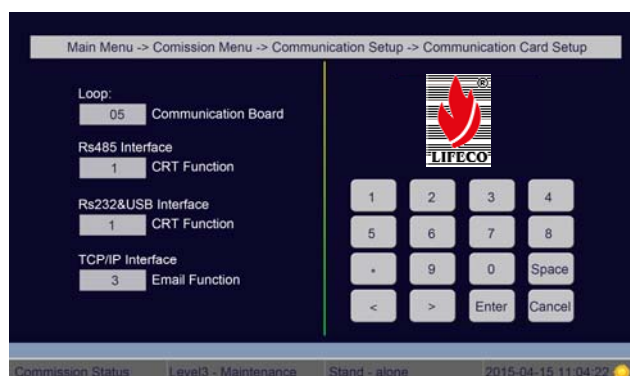 Main Menu -> Comission Menu -> Communication Setup -> Communication Card Setup
Loop:
05 Communication Board
Rs485 Interface
1 CRT Function
Rs232&USB Interface
1 CRT Function
TCP/IP Interface
3 Email Function
®
LIFECO
1 2 3 4
5 6 7 8
* 9 0 Space
< > Enter Cancel
Commission Status Level3 - Maintenance Stand - alone 2015-04-15 11:04:22